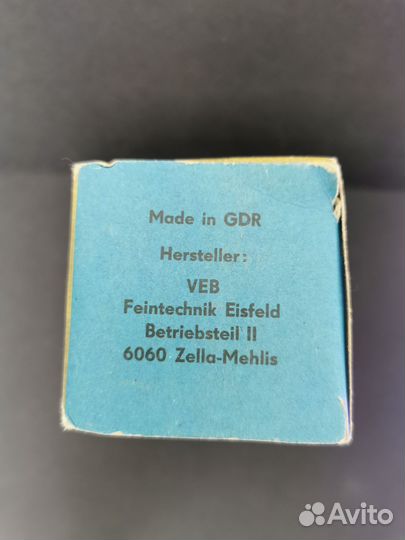 Made in GDR
Hersteller:
VEB
Feintechnik Eisfeld
Betriebsteil II
6060 Zella-Mehlis
Avito